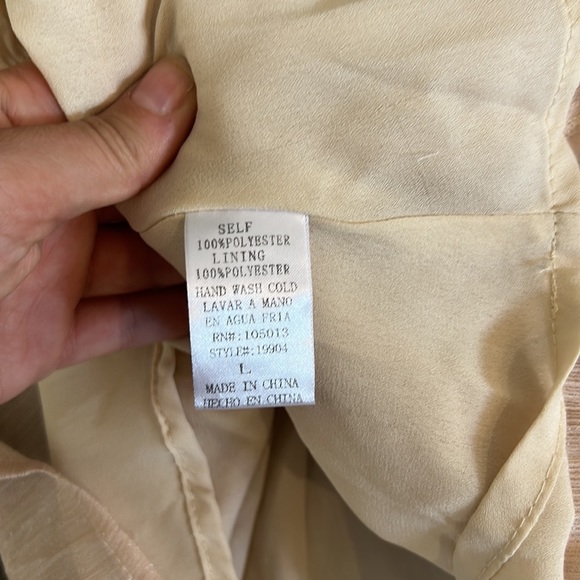 SELF
100%POLYESTER
LINING
100%POLYESTER
HAND WASH COLD
LAVAR A MANO
EN AGUA FR1A
RN#: 105013
STYLE#: 19904
L
MADE IN CHINA
HECHO EN CHINA